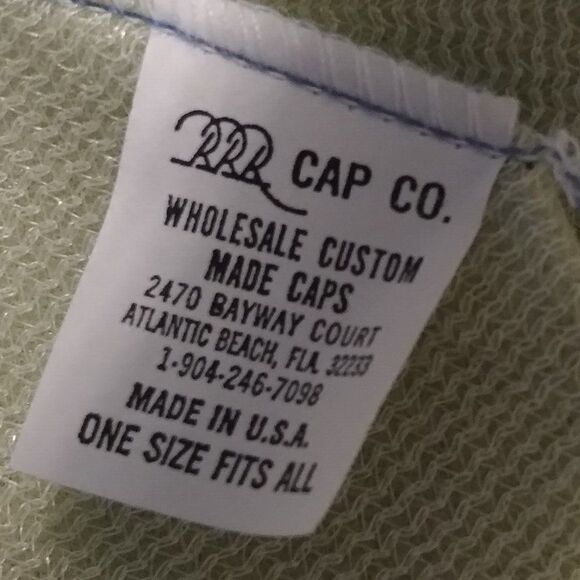 RRR CAP CO.
WHOLESALE CUSTOM
MADE CAPS
2470 BAYWAY COURT
ATLANTIC BEACH, FLA. 32233
1-904-246-7098
MADE IN U.S.A.
ONE SIZE FITS ALL